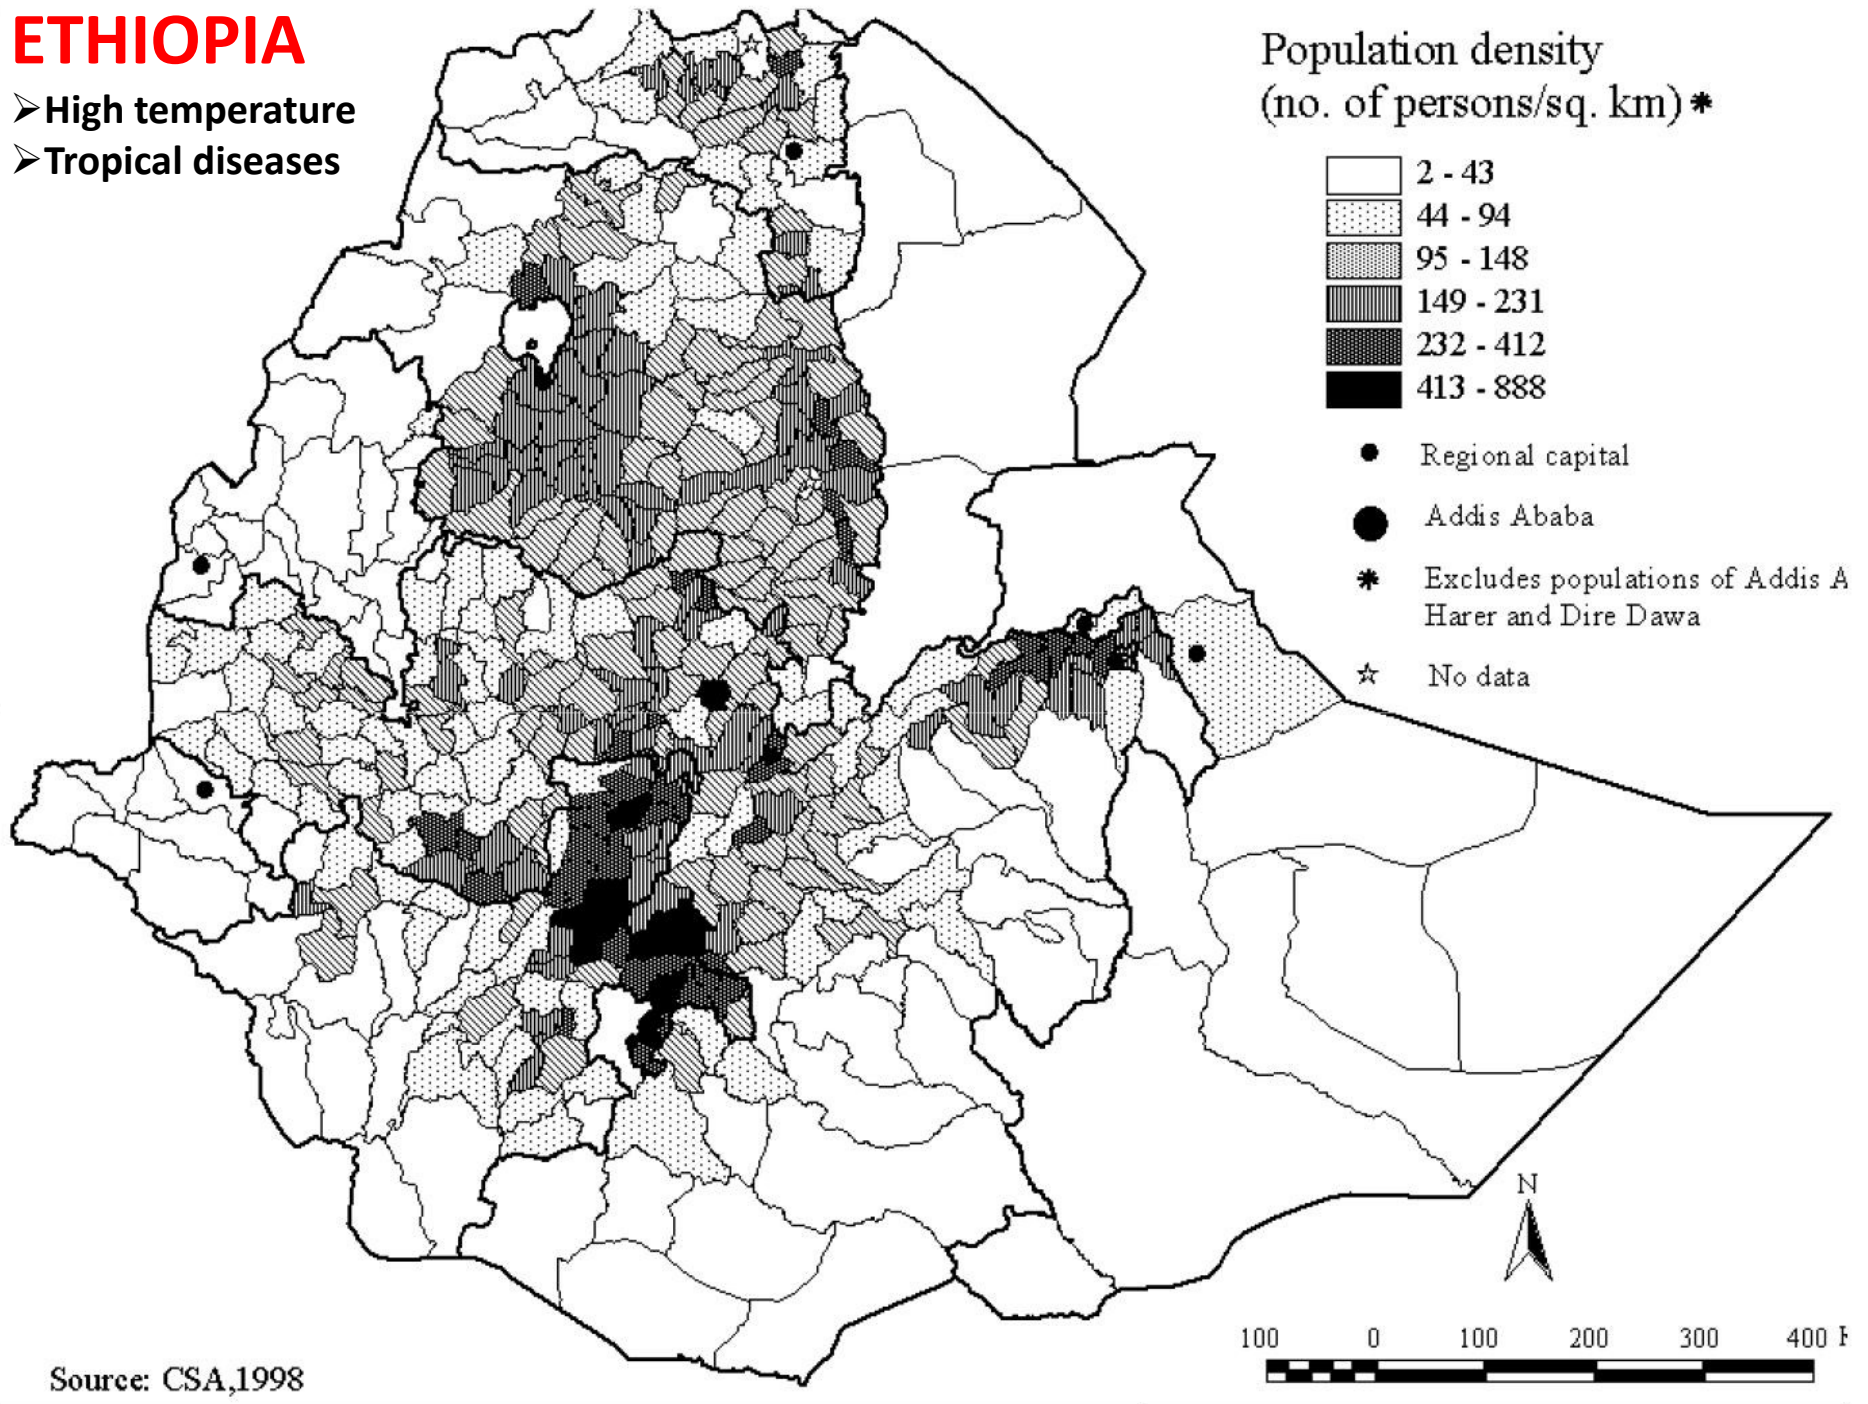 ETHIOPIA
➢High temperature
➢Tropical diseases
Population density
(no. of persons/sq. km) *
2 - 43
44 - 94
95 - 148
149 - 231
232 - 412
413 - 888
Regional capital
Addis Ababa
Excludes populations of Addis A
Harer and Dire Dawa
No data
N
100 0 100 200 300 400
Source: CSA,1998